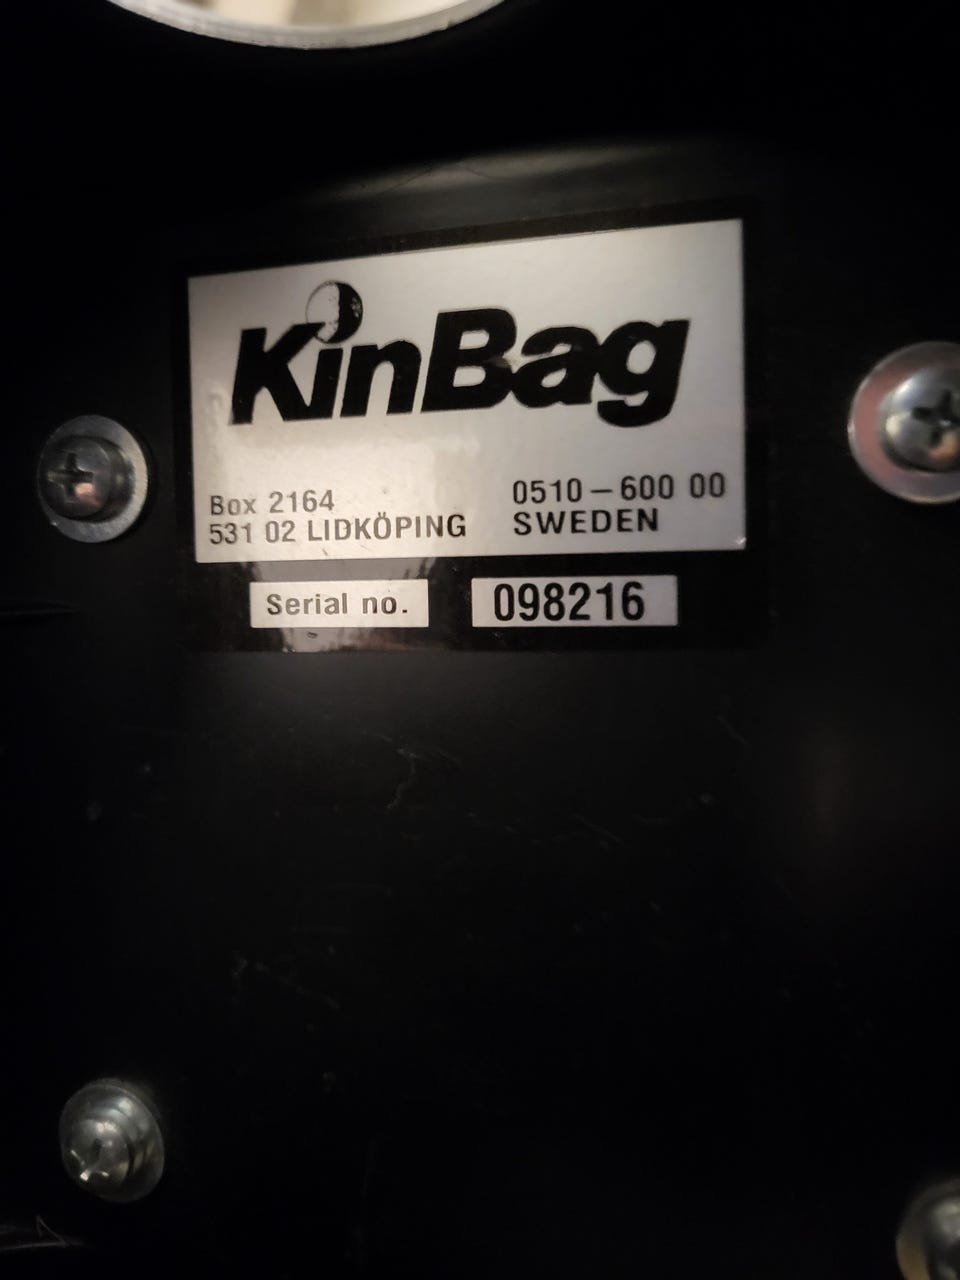 KinBag
Box 2164
531 02 LIDKÖPING
0510-600 00
SWEDEN
Serial no. 098216